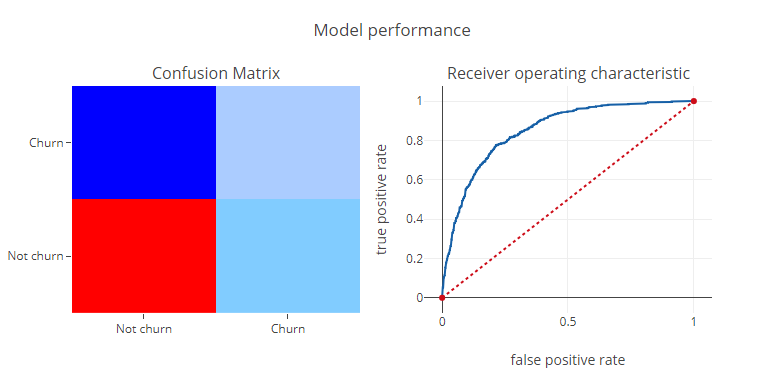 Model performance
Confusion Matrix
Churn
Not churn
Not churn
Churn
Receiver operating characteristic
true positive rate
1
0.8
0.6
0.4
0.2
0
0
0.5
1
false positive rate